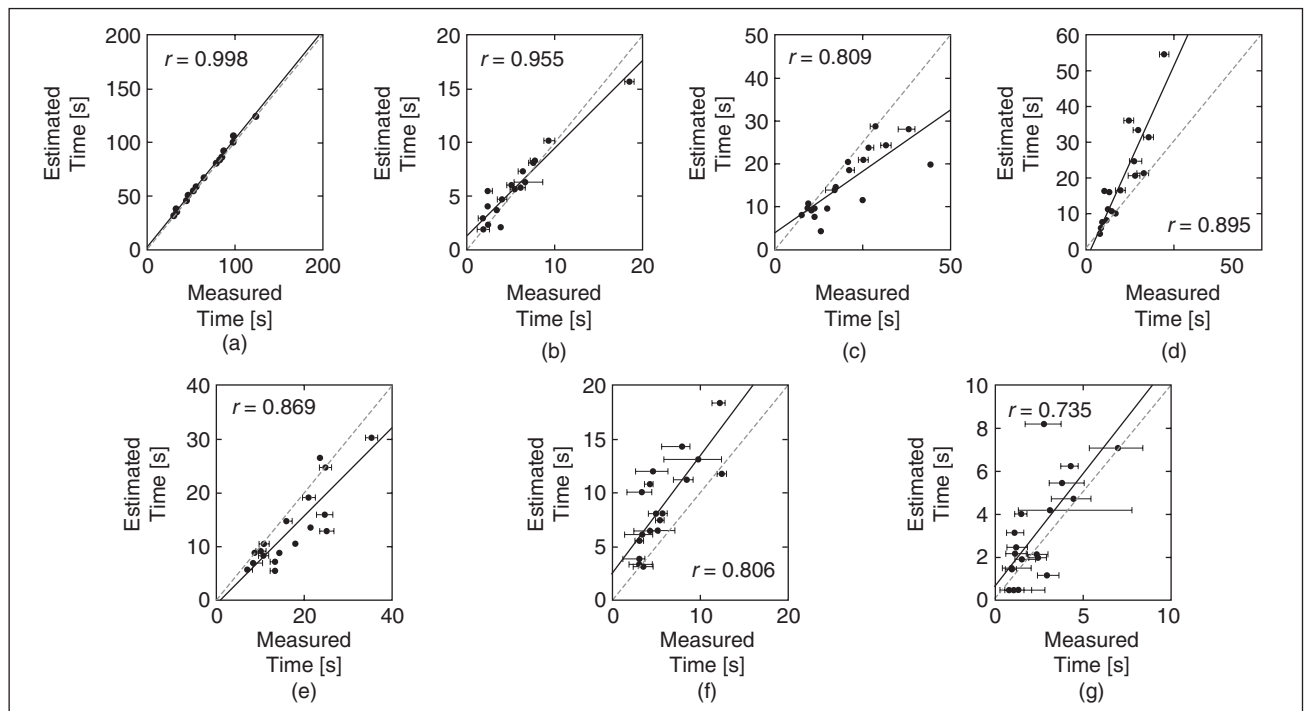 200
150
100
50
0
Estimated
Time [s]
r = 0.998
0 100 200
Measured
Time [s]
(a)
20
15
10
5
0
Estimated
Time [s]
r = 0.955
0 10 20
Measured
Time [s]
(b)
50
40
30
20
10
0
Estimated
Time [s]
r = 0.809
0 50
Measured
Time [s]
(c)
60
50
40
30
20
10
0
Estimated
Time [s]
r = 0.895
0 50
Measured
Time [s]
(d)
40
30
20
10
0
Estimated
Time [s]
r = 0.869
0 20 40
Measured
Time [s]
(e)
20
15
10
5
0
Estimated
Time [s]
r = 0.806
0 10 20
Measured
Time [s]
(f)
10
8
6
4
2
0
Estimated
Time [s]
r = 0.735
0 5 10
Measured
Time [s]
(g)